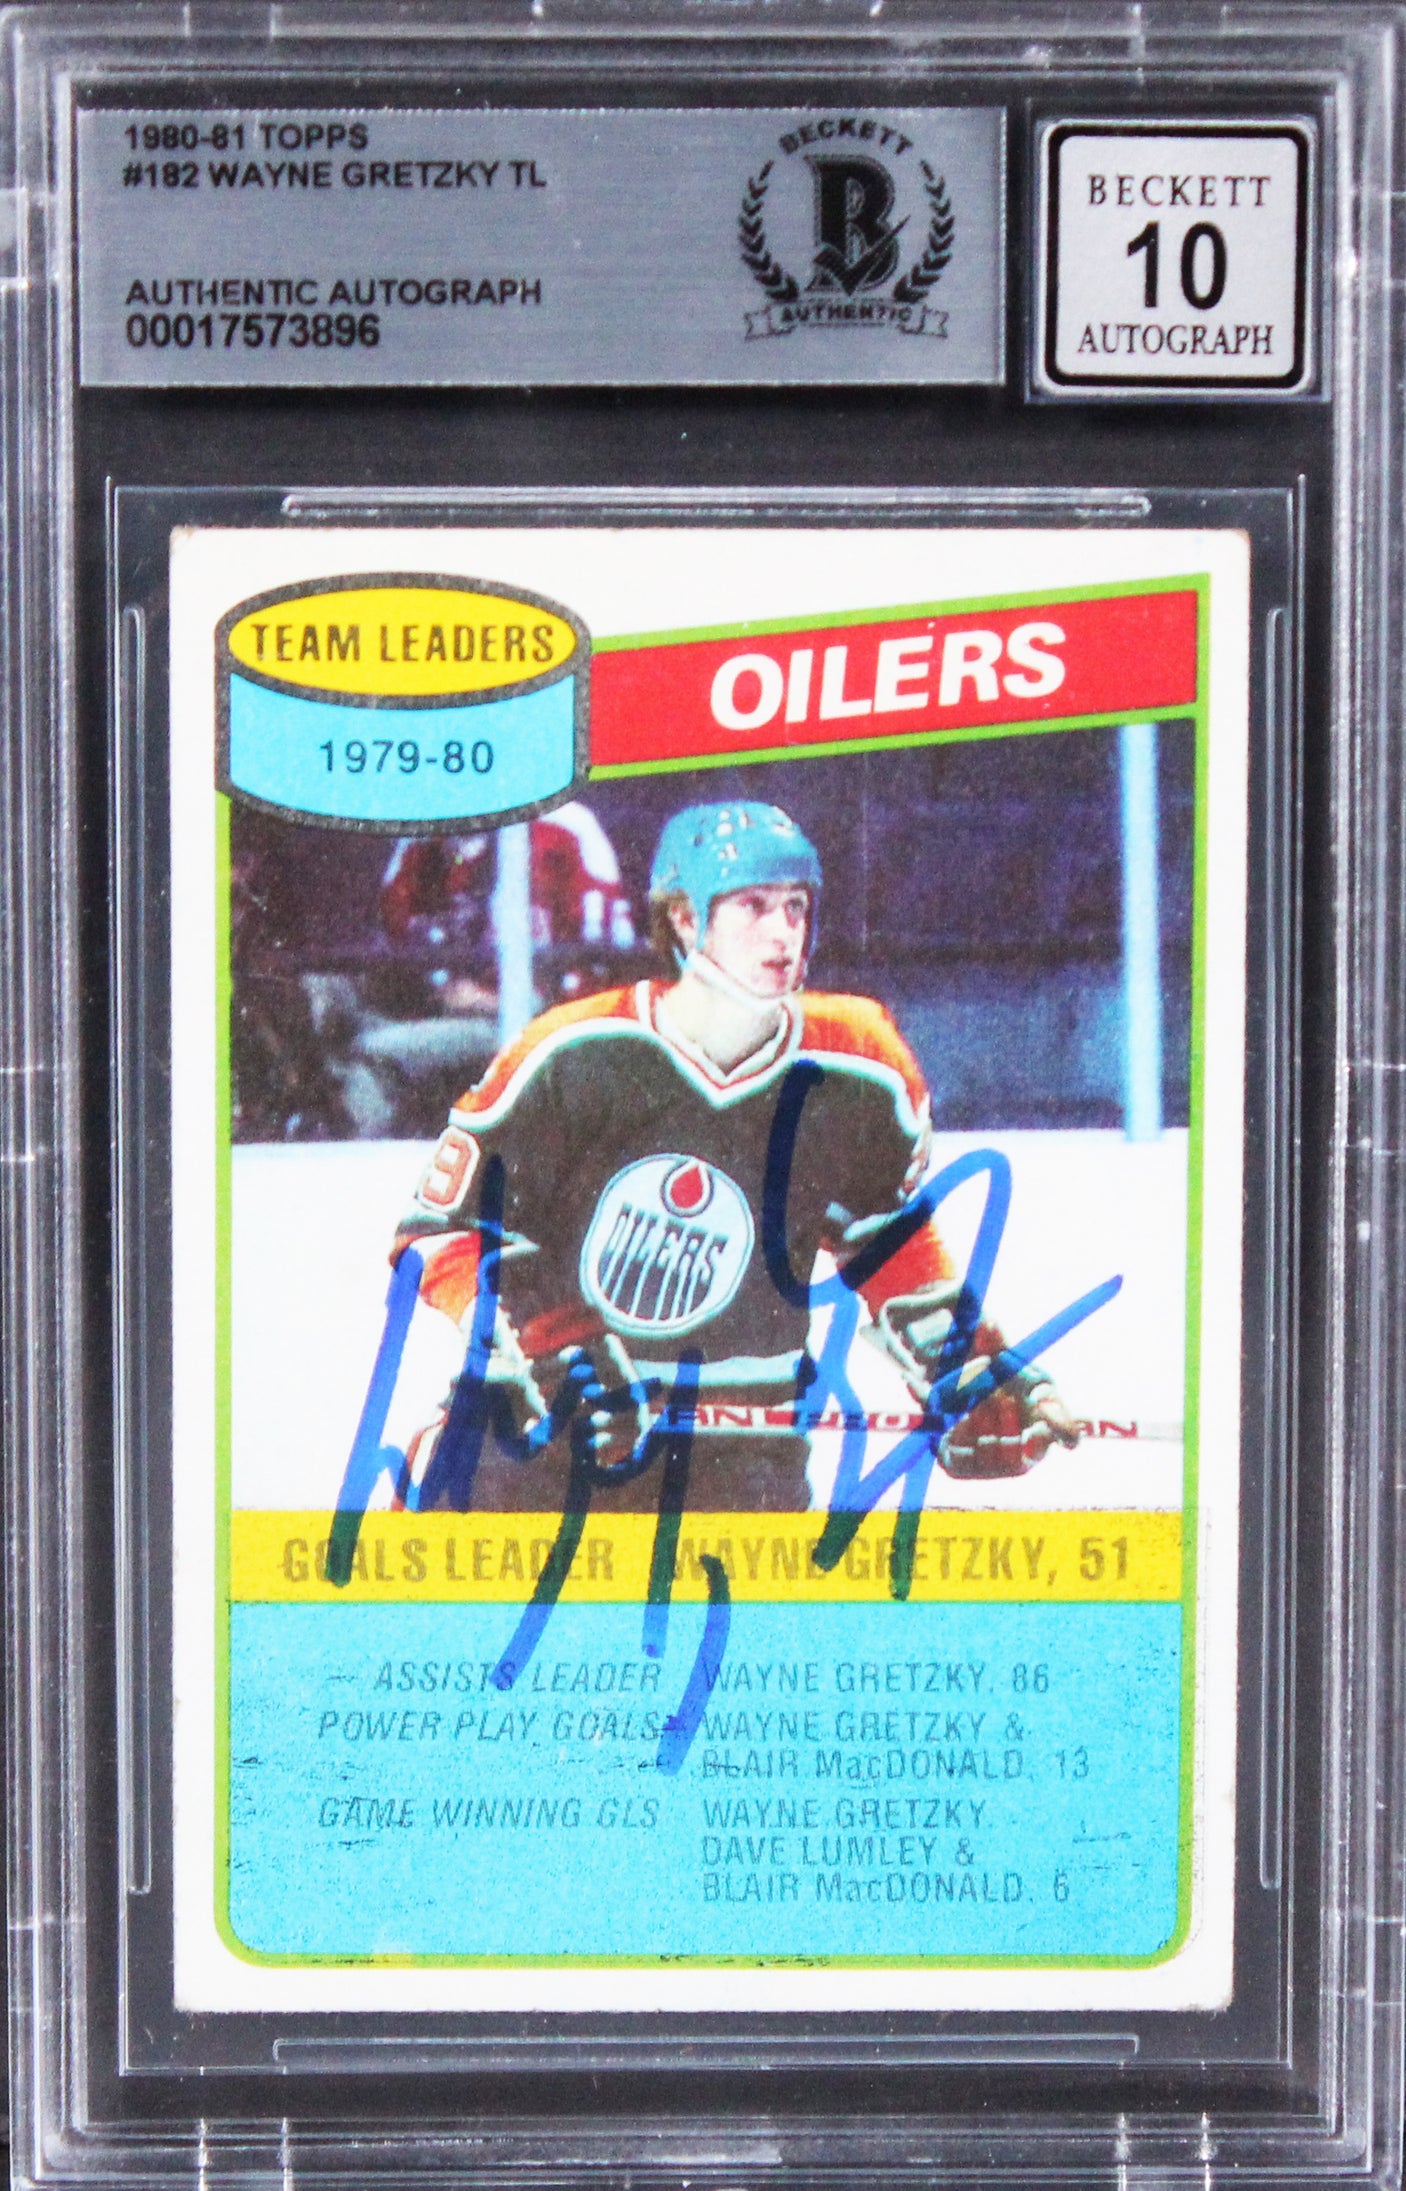 1980-81 TOPPS
#182 WAYNE GRETZKY TL
AUTHENTIC AUTOGRAPH
00017573896
BECKETT
B
AUTHENTIC
BECKETT
10
AUTOGRAPH
TEAM LEADERS
1979-80
OILERS
9
OILERS
GOALS LEADER WAYNE GRETZKY, 51
ASSISTS LEADER WAYNE GRETZKY, 86
POWER PLAY GOALS WAYNE GRETZKY &
BLAIR MacDONALD, 13
GAME WINNING GLS WAYNE GRETZKY,
DAVE LUMLEY &
BLAIR MacDONALD, 6